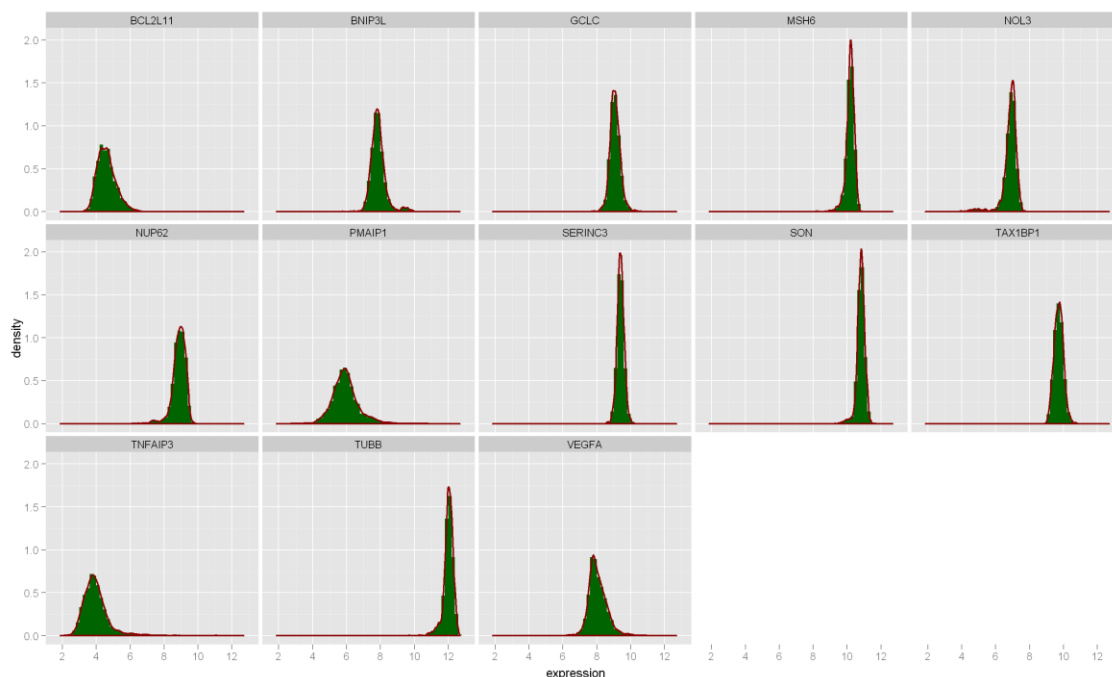 BCL2L11 BNIP3L GCLC MSH6 NOL3
2.0
1.5
1.0
0.5
0.0
NUP62 PMAIP1 SERINC3 SON TAX1BP1
2.0
1.5
1.0
0.5
0.0
density
TNFAIP3 TUBB VEGFA
2.0
1.5
1.0
0.5
0.0
2 4 6 8 10 12 2 4 6 8 10 12 2 4 6 8 10 12 2 4 6 8 10 12 2 4 6 8 10 12
expression